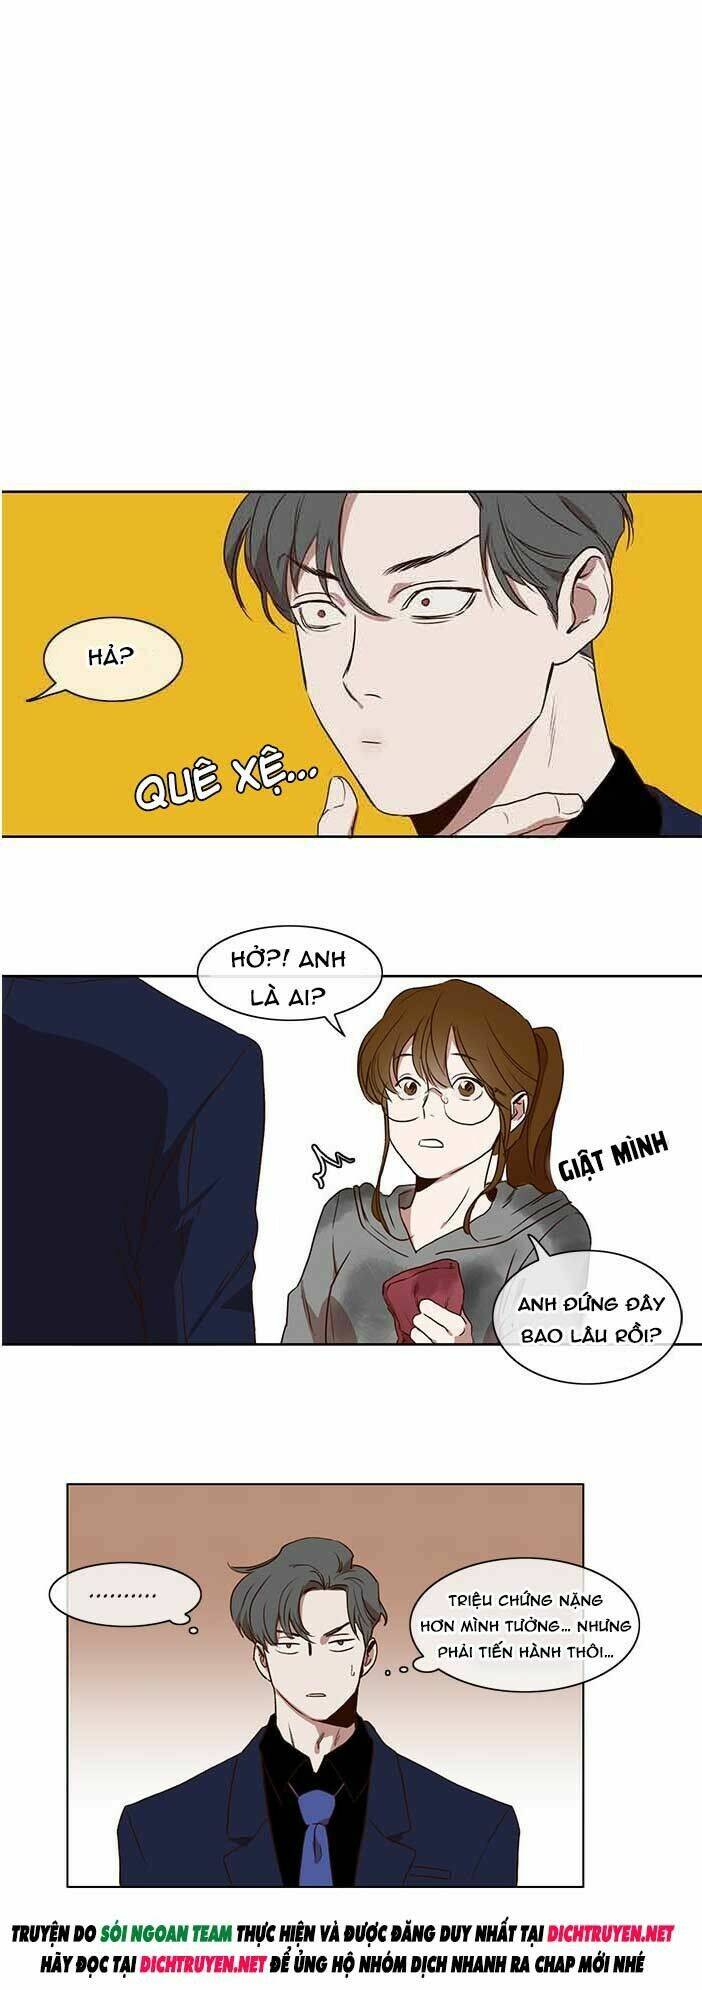 HẢ?
QUÊ XỆ...
HỞ?! ANH
LÀ AI?
GIẬT MÌNH
ANH ĐỨNG ĐÂY
BAO LÂU RỒI?
..........
TRIỆU CHỨNG NẶNG
HƠN MÌNH TƯỞNG... NHƯNG
PHẢI TIẾN HÀNH THÔI...
TRUYỆN DO SÓI NGOAN TEAM THỰC HIỆN VÀ ĐƯỢC ĐĂNG DUY NHẤT TẠI DICHTRUYEN.NET
HÃY ĐỌC TẠI DICHTRUYEN.NET ĐỂ ỦNG HỘ NHÓM DỊCH NHANH RA CHAP MỚI NHÉ